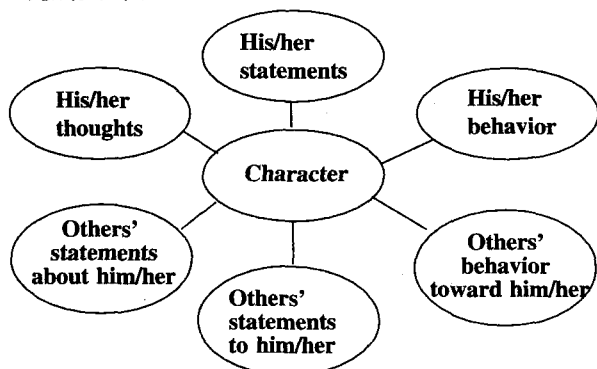 His/her
statements
His/her
thoughts
His/her
behavior
Character
Others'
statements
about him/her
Others'
behavior
toward him/her
Others'
statements
to him/her